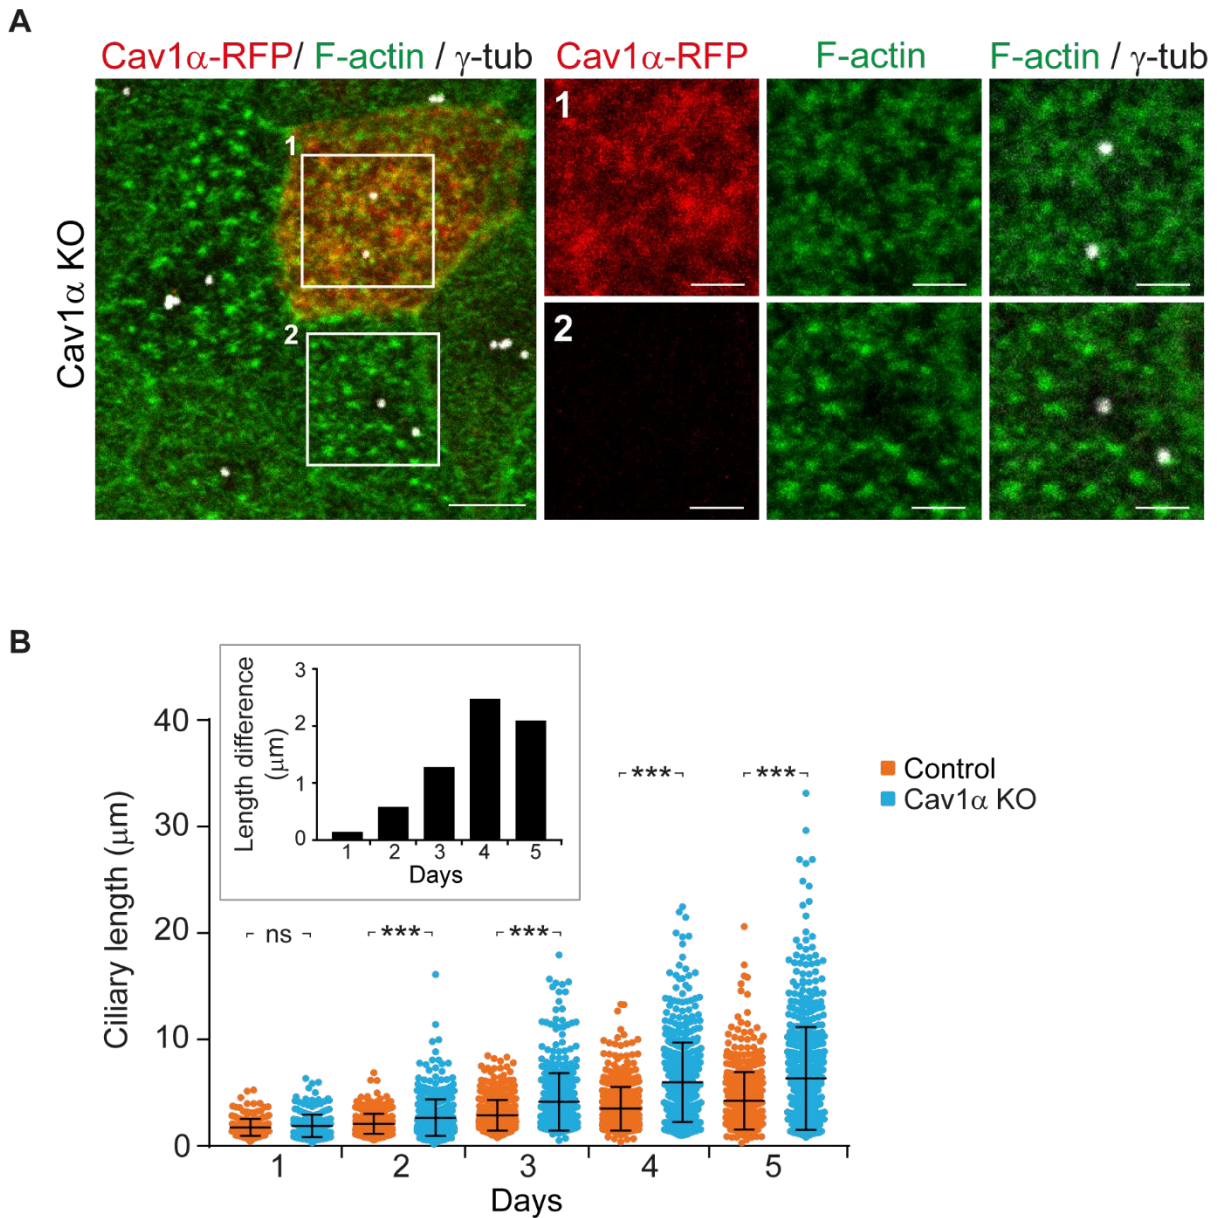 A
Cav1α-RFP/ F-actin / γ-tub
Cav1α-RFP
F-actin
F-actin / γ-tub
Cav1α KO
1
2
1
2
B
Length difference
(μm)
3
2
1
0
1 2 3 4 5
Days
Ciliary length (μm)
40
30
20
10
0
ns
***
***
***
***
Control
Cav1α KO
1 2 3 4 5
Days